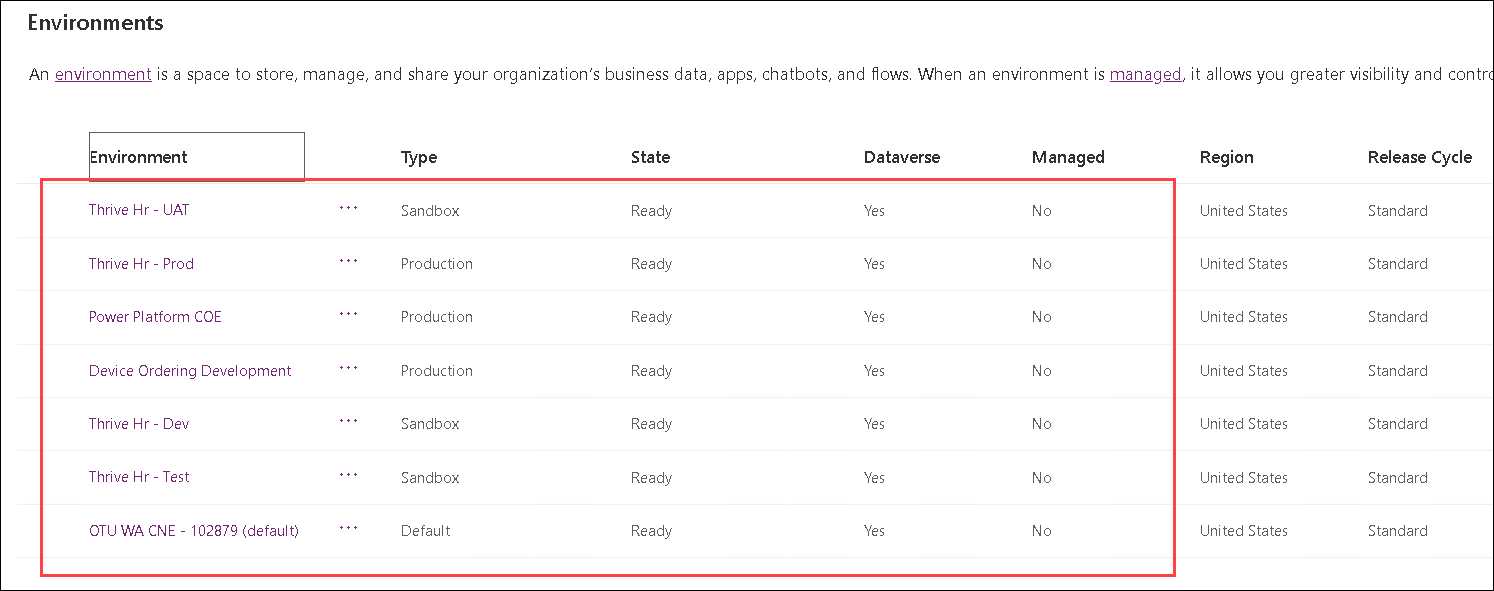 Environments
An environment is a space to store, manage, and share your organization's business data, apps, chatbots, and flows. When an environment is managed, it allows you greater visibility and contro
Environment Type State Dataverse Managed Region Release Cycle
Thrive Hr - UAT ··· Sandbox Ready Yes No United States Standard
Thrive Hr - Prod ··· Production Ready Yes No United States Standard
Power Platform COE ··· Production Ready Yes No United States Standard
Device Ordering Development ··· Production Ready Yes No United States Standard
Thrive Hr - Dev ··· Sandbox Ready Yes No United States Standard
Thrive Hr - Test ··· Sandbox Ready Yes No United States Standard
OTU WA CNE - 102879 (default) ··· Default Ready Yes No United States Standard